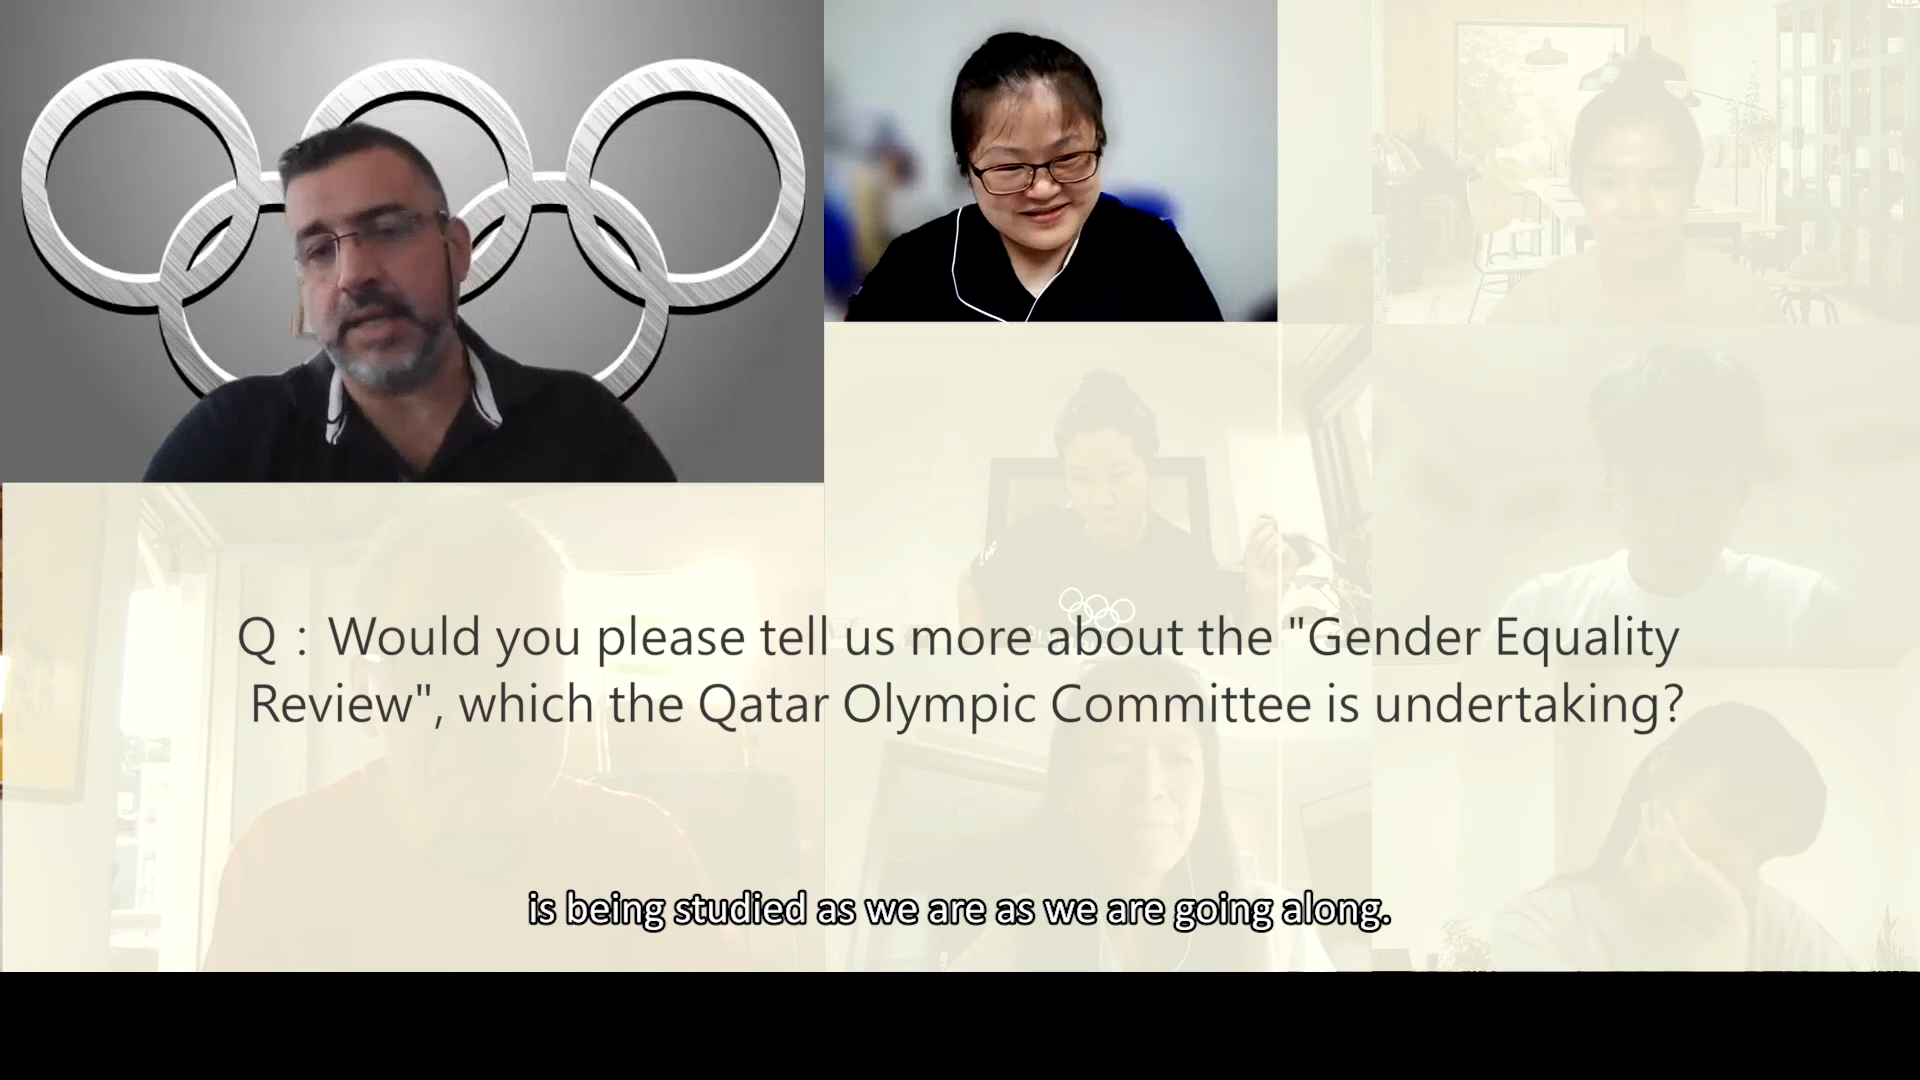 Q : Would you please tell us more about the "Gender Equality
Review", which the Qatar Olympic Committee is undertaking?
is being studied as we are as we are going along.